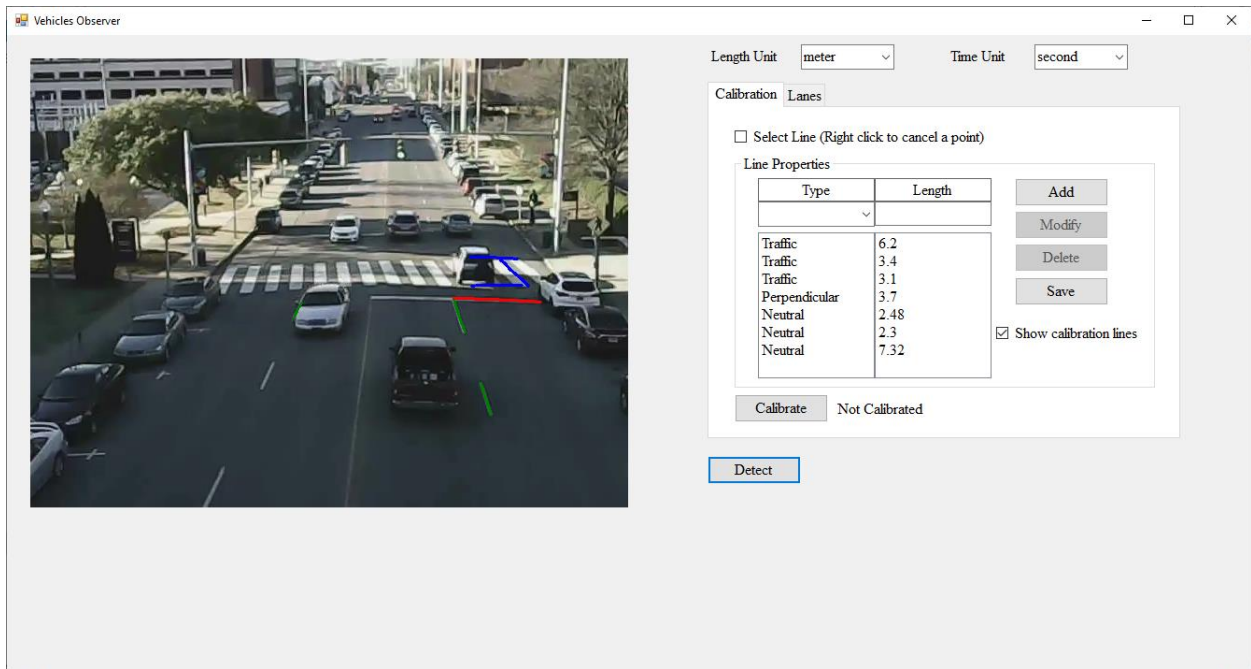 Vehicles Observer
Length Unit meter Time Unit second
Calibration Lanes
Select Line (Right click to cancel a point)
Line Properties
Type Length Add
Modify
Traffic 6.2
Traffic 3.4 Delete
Traffic 3.1
Perpendicular 3.7 Save
Neutral 2.48
Neutral 2.3 Show calibration lines
Neutral 7.32
Calibrate Not Calibrated
Detect